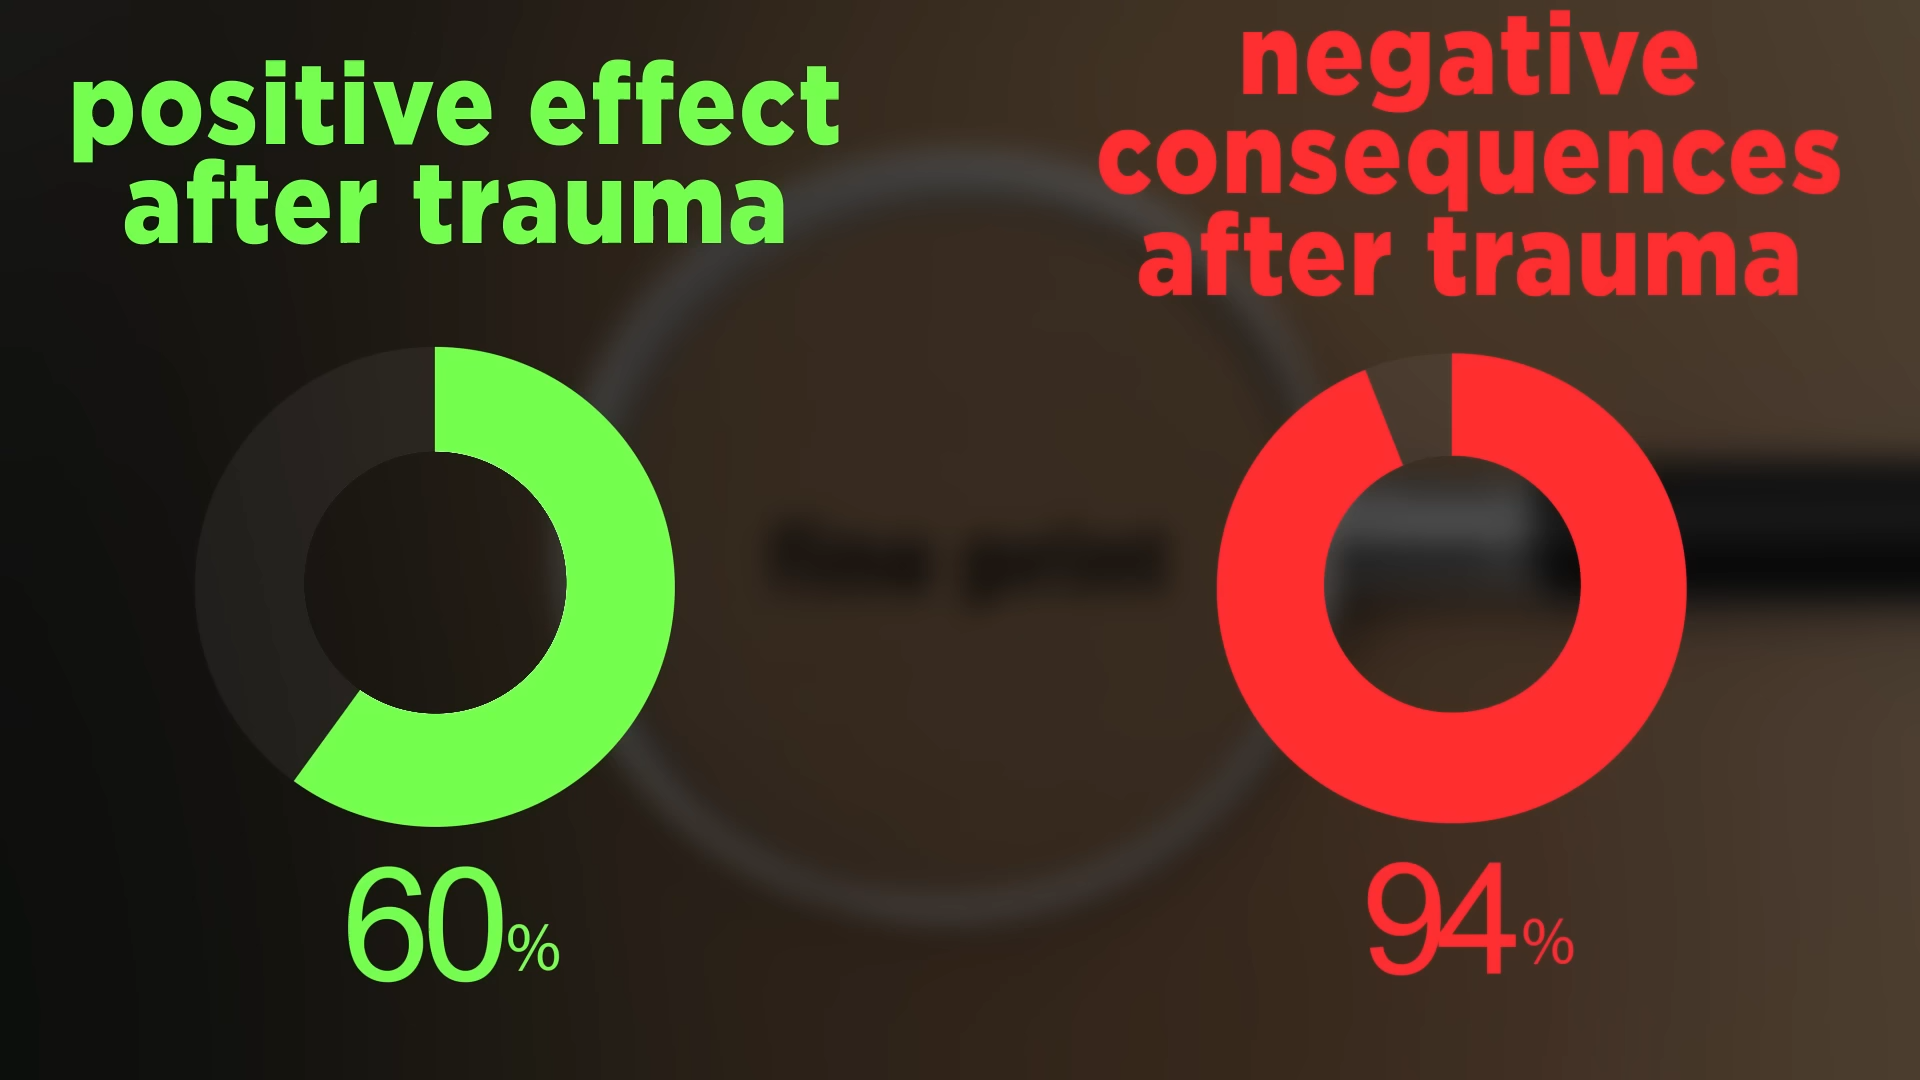 positive effect
after trauma
60%
negative
consequences
after trauma
94%